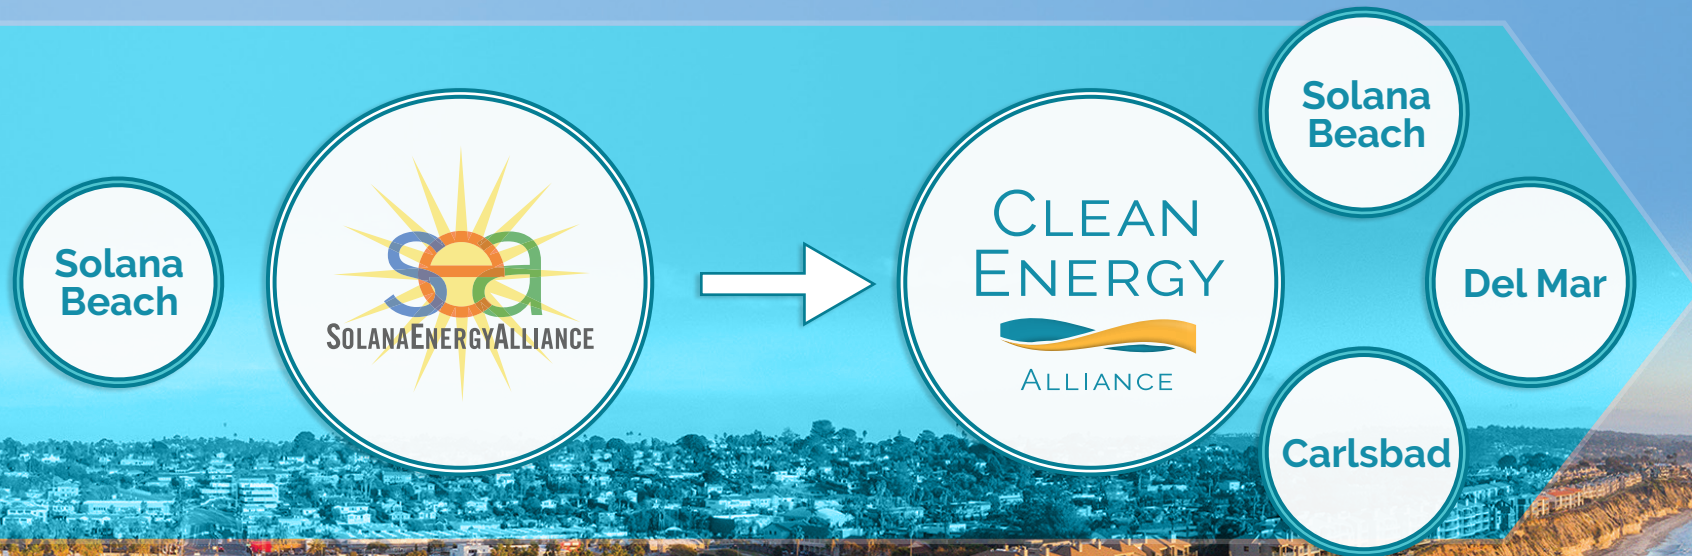 Solana
Beach
sea
SOLANAENERGYALLIANCE
CLEAN
ENERGY
ALLIANCE
Solana
Beach
Del Mar
Carlsbad